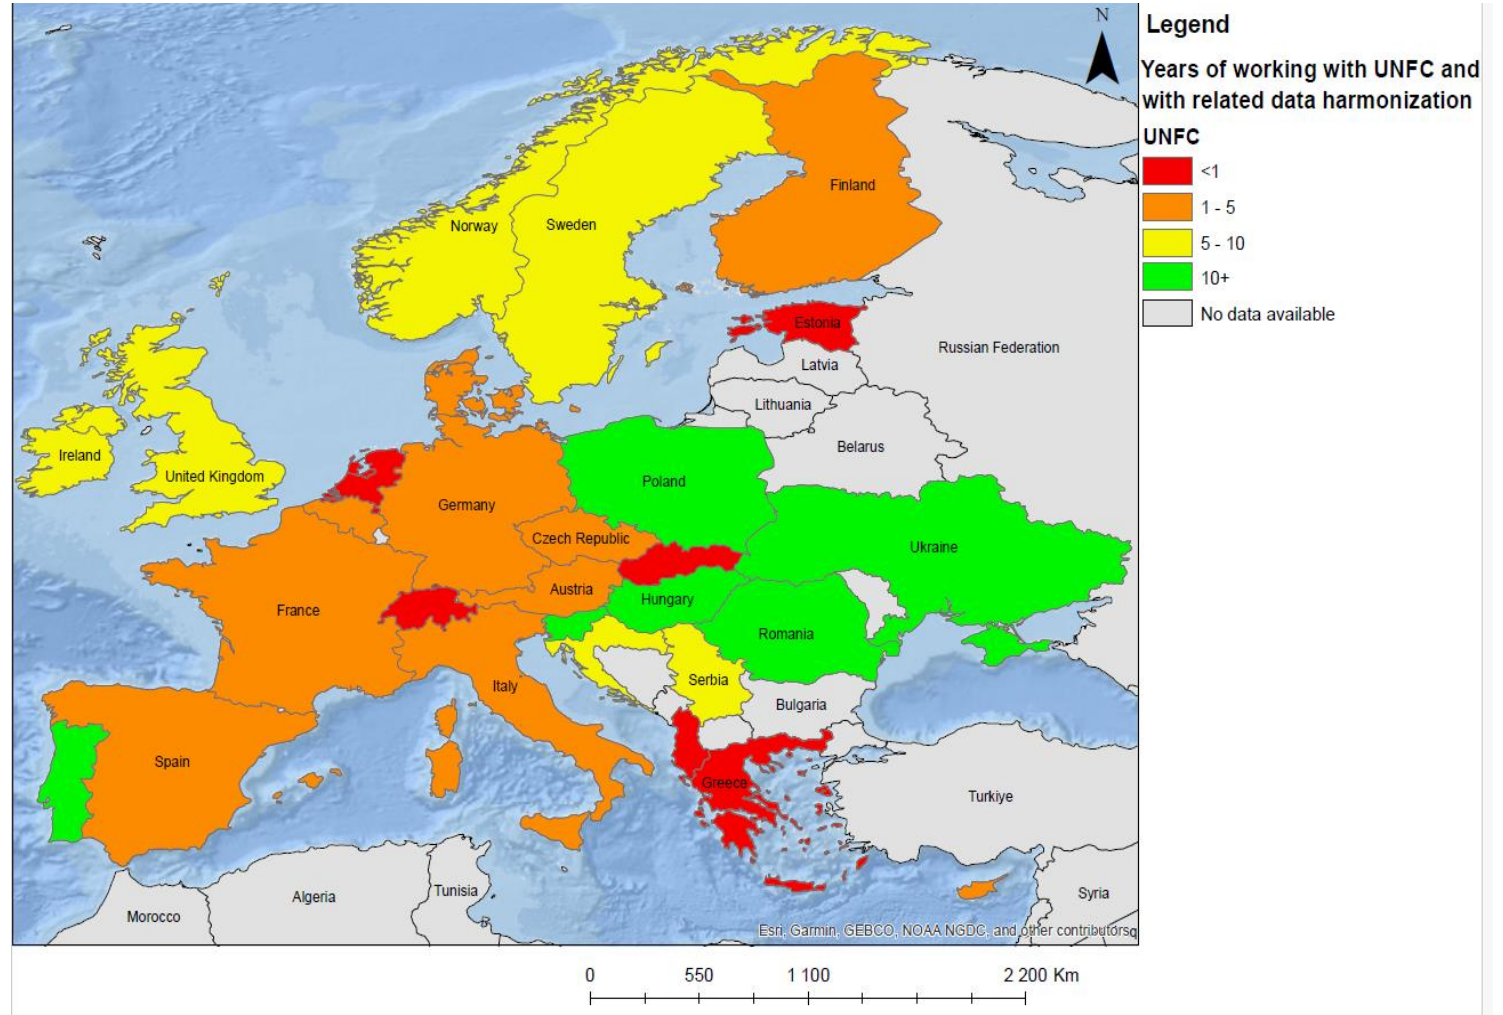 N
Legend
Years of working with UNFC and
with related data harmonization
UNFC
<1
1 - 5
5 - 10
10+
No data available
Finland
Norway
Sweden
Estonia
Russian Federation
Latvia
Lithuania
Belarus
Ireland
United Kingdom
Poland
Germany
Czech Republic
Ukraine
Austria
Hungary
France
Romania
Serbia
Italy
Bulgaria
Spain
Greece
Turkiye
Syria
Tunisia
Algeria
Morocco
Esri, Garmin, GEBCO, NOAA NGDC, and other contributors
0 550 1 100 2 200 Km